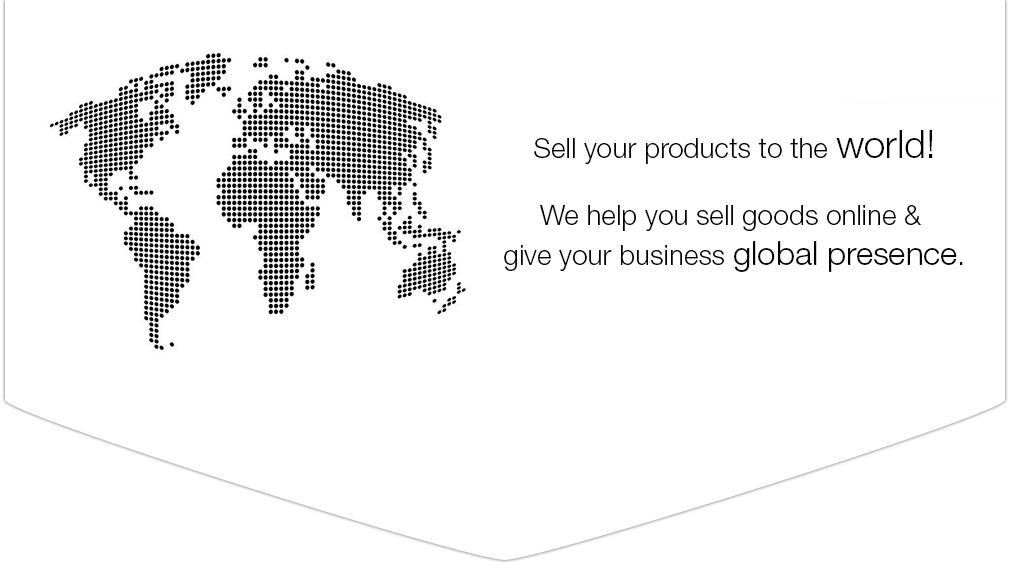 Sell your products to the world!
We help you sell goods online &
give your business global presence.